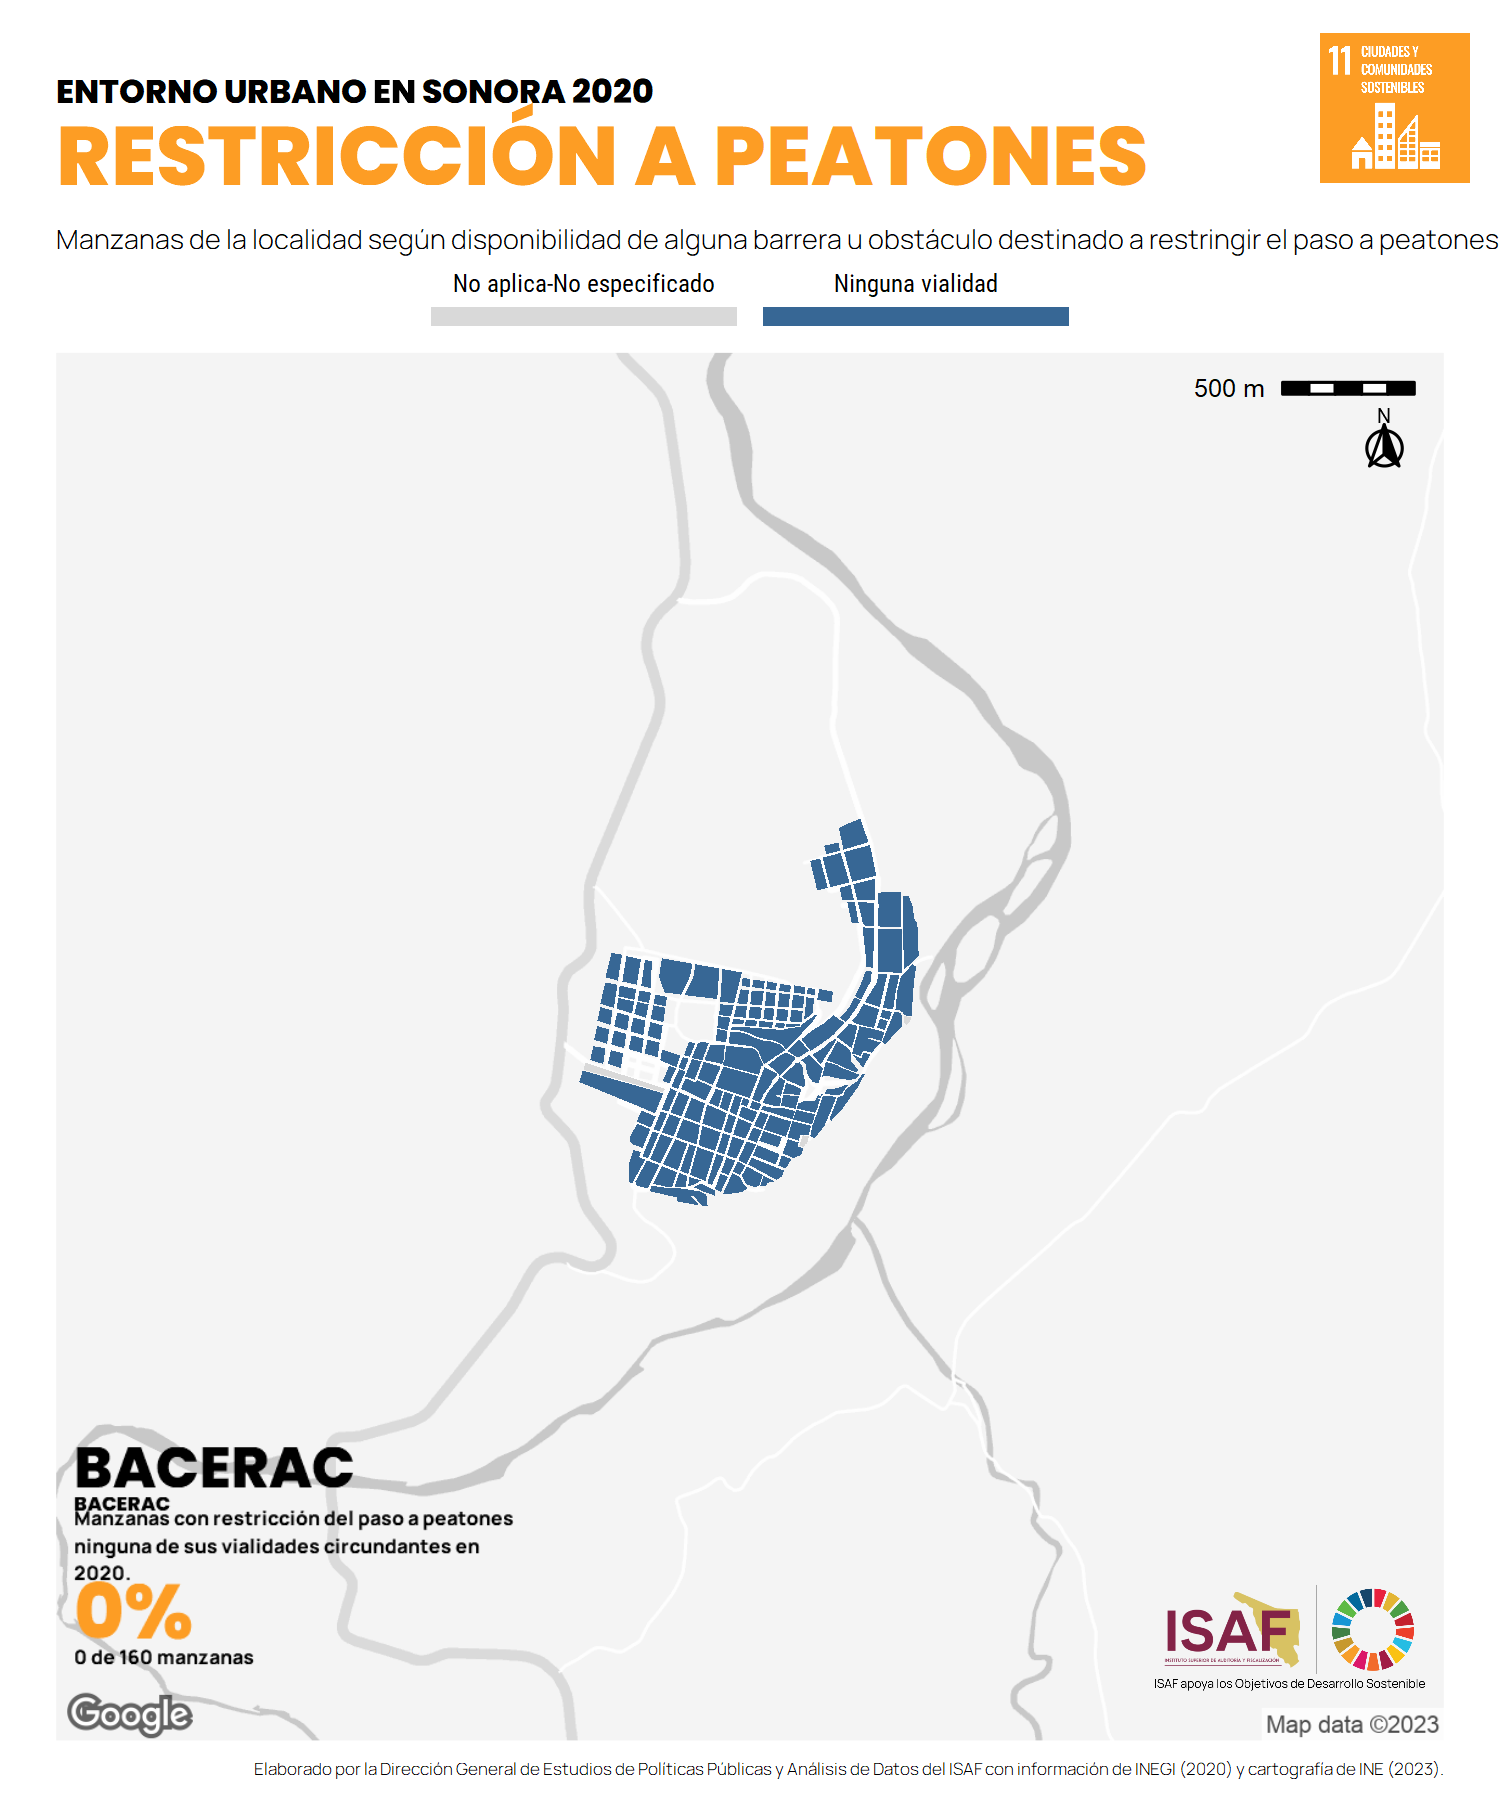 ENTORNO URBANO EN SONORA 2020
RESTRICCIÓN A PEATONES
11 CIUDADES Y
COMUNIDADES
SOSTENIBLES
Manzanas de la localidad según disponibilidad de alguna barrera u obstáculo destinado a restringir el paso a peatones
No aplica-No especificado
Ninguna vialidad
500 m
N
BACERAC
BACERAC
Manzanas con restricción del paso a peatones
ninguna de sus vialidades circundantes en
2020.
0%
0 de 160 manzanas
Google
ISAF
INSTITUTO SUPERIOR DE AUDITORÍA Y FISCALIZACIÓN
ISAF apoya los Objetivos de Desarrollo Sostenible
Map data ©2023
Elaborado por la Dirección General de Estudios de Políticas Públicas y Análisis de Datos del ISAF con información de INEGI (2020) y cartografía de INE (2023).